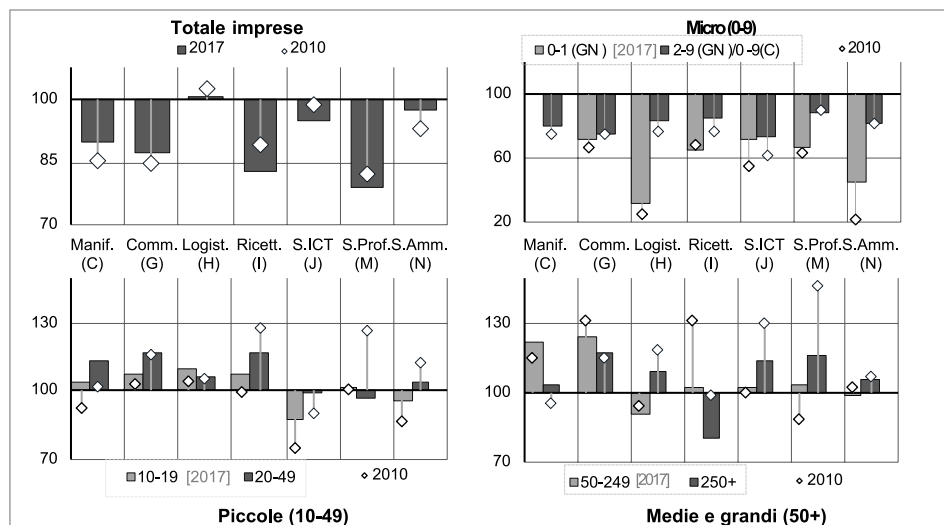 Totale imprese
2017 2010
100
85
70
Micro (0-9)
0-1 (GN ) [2017] 2-9 (GN )/0 -9(C) 2010
100
60
20
Manif. Comm. Logist. Ricett. S.ICT S.Prof. S.Amm.
(C) (G) (H) (I) (J) (M) (N)
Manif. Comm. Logist. Ricett. S.ICT S.Prof. S.Amm.
(C) (G) (H) (I) (J) (M) (N)
130
100
70
10-19 [2017] 20-49 2010
Piccole (10-49)
130
100
70
50-249 [2017] 250+ 2010
Medie e grandi (50+)